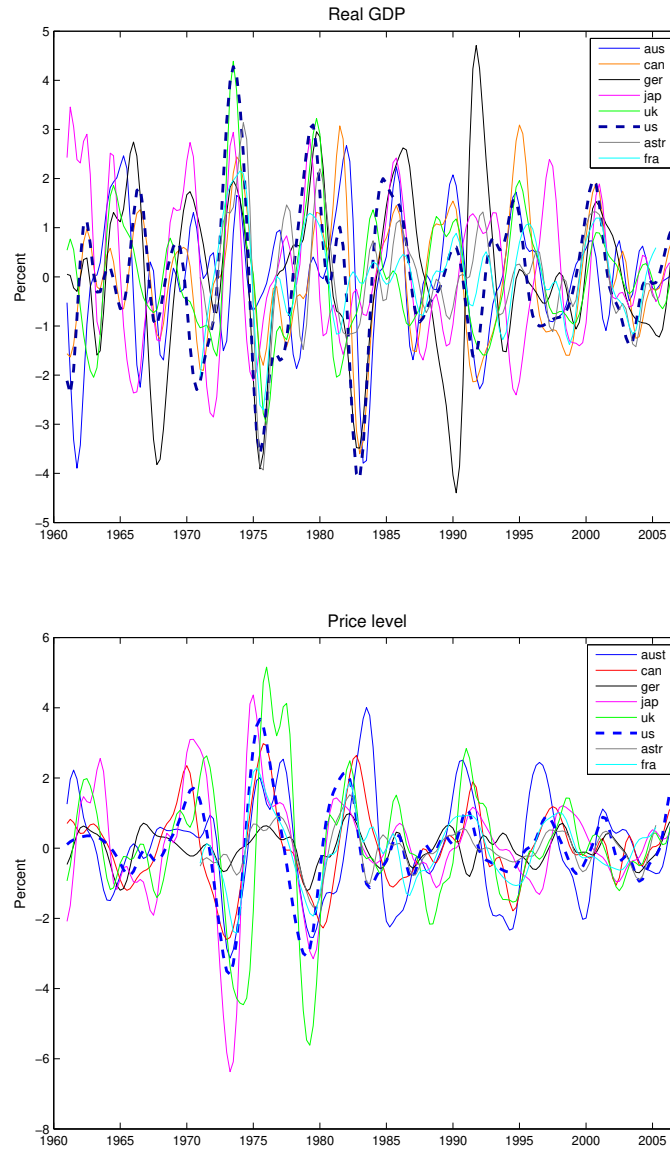 Real GDP
5
4
3
2
1
0
−1
−2
−3
−4
−5
Percent
1960 1965 1970 1975 1980 1985 1990 1995 2000 2005
aus
can
ger
jap
uk
us
astr
fra
Price level
6
4
2
0
−2
−4
−6
−8
Percent
1960 1965 1970 1975 1980 1985 1990 1995 2000 2005
aust
can
ger
jap
uk
us
astr
fra